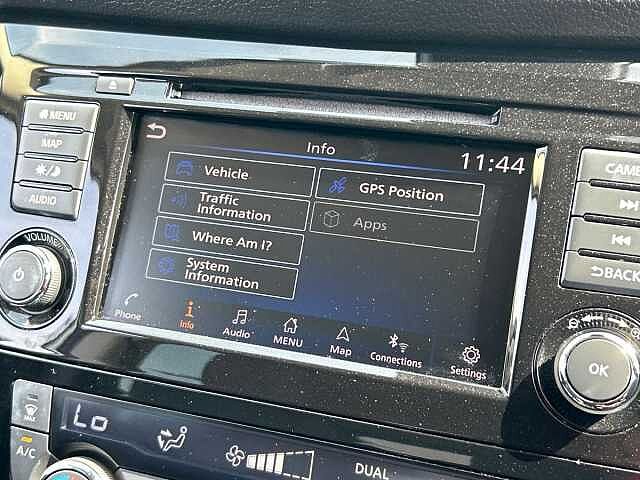 MENU
MAP
AUDIO
VOLUME
Info
11:44
Vehicle
GPS Position
Traffic
Information
Apps
Where Am I?
System
Information
Phone
Info
Audio
MENU
Map
Connections
Settings
BACK
OK
MAX
A/C
Lo
DUAL